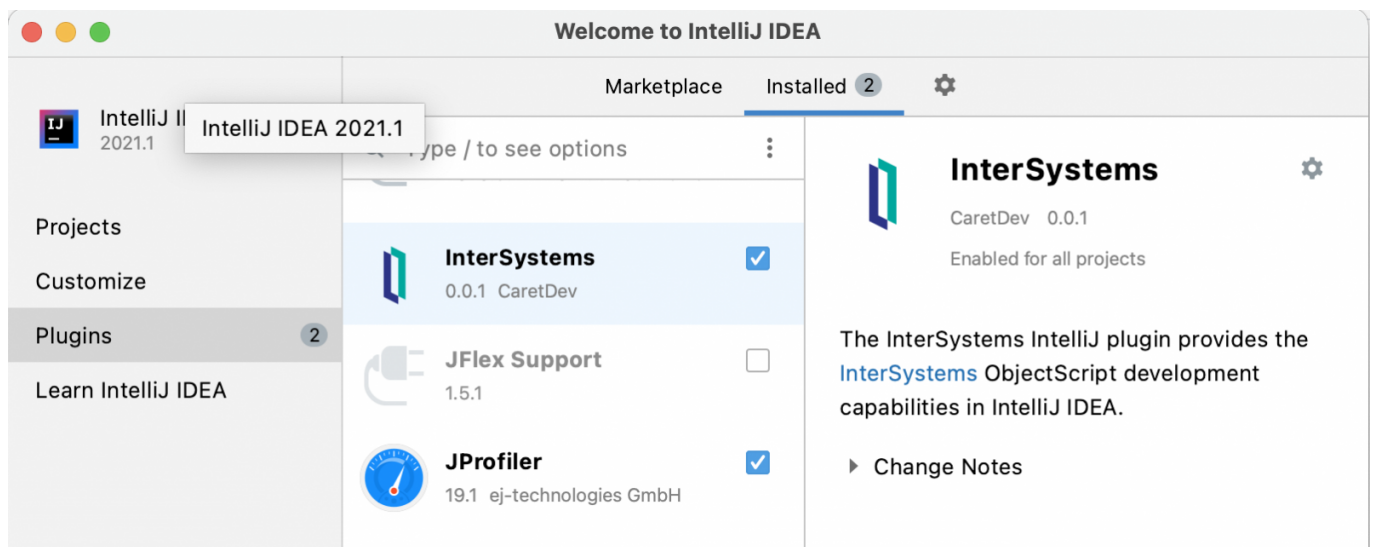 Welcome to IntelliJ IDEA
Marketplace
Installed 2
IJ
IntelliJ
2021.1
IntelliJ IDEA 2021.1
Type / to see options
Projects
Customize
Plugins 2
Learn IntelliJ IDEA
InterSystems
0.0.1 CaretDev
JFlex Support
1.5.1
JProfiler
19.1 ej-technologies GmbH
InterSystems
CaretDev 0.0.1
Enabled for all projects
The InterSystems IntelliJ plugin provides the
InterSystems ObjectScript development
capabilities in IntelliJ IDEA.
Change Notes